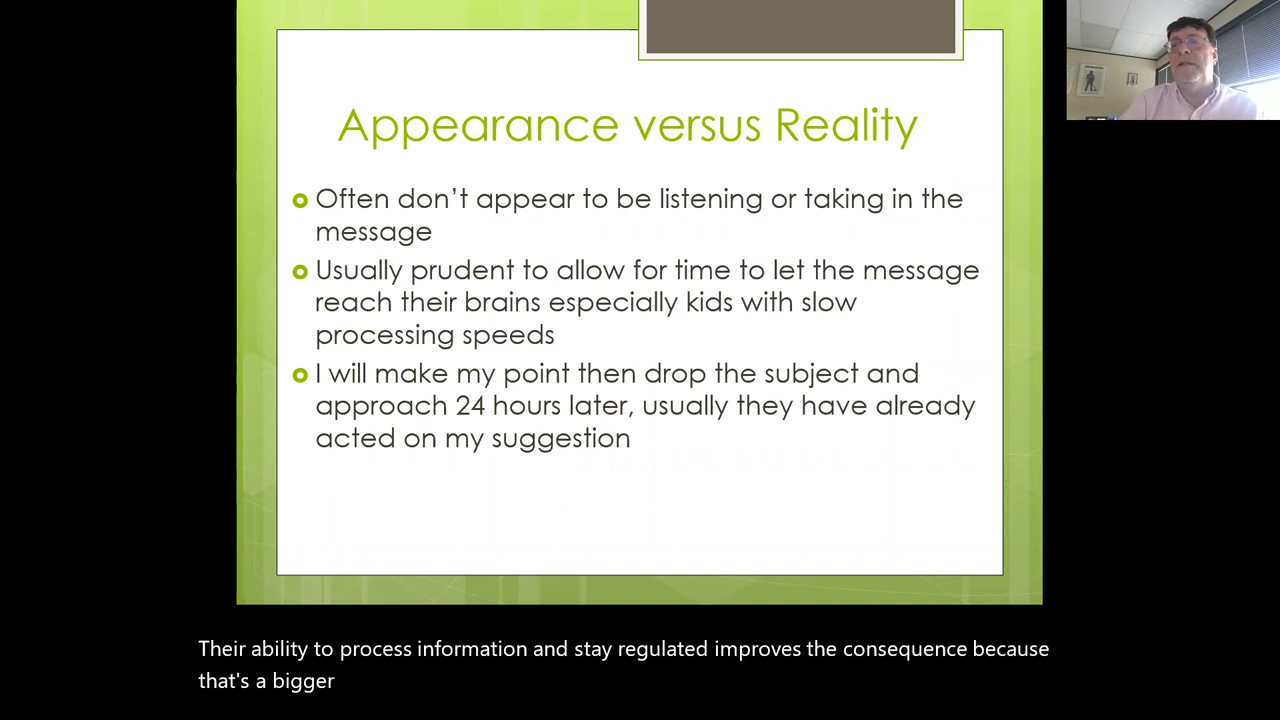 Appearance versus Reality
Often don’t appear to be listening or taking in the
message
Usually prudent to allow for time to let the message
reach their brains especially kids with slow
processing speeds
I will make my point then drop the subject and
approach 24 hours later, usually they have already
acted on my suggestion
Their ability to process information and stay regulated improves the consequence because
that's a bigger